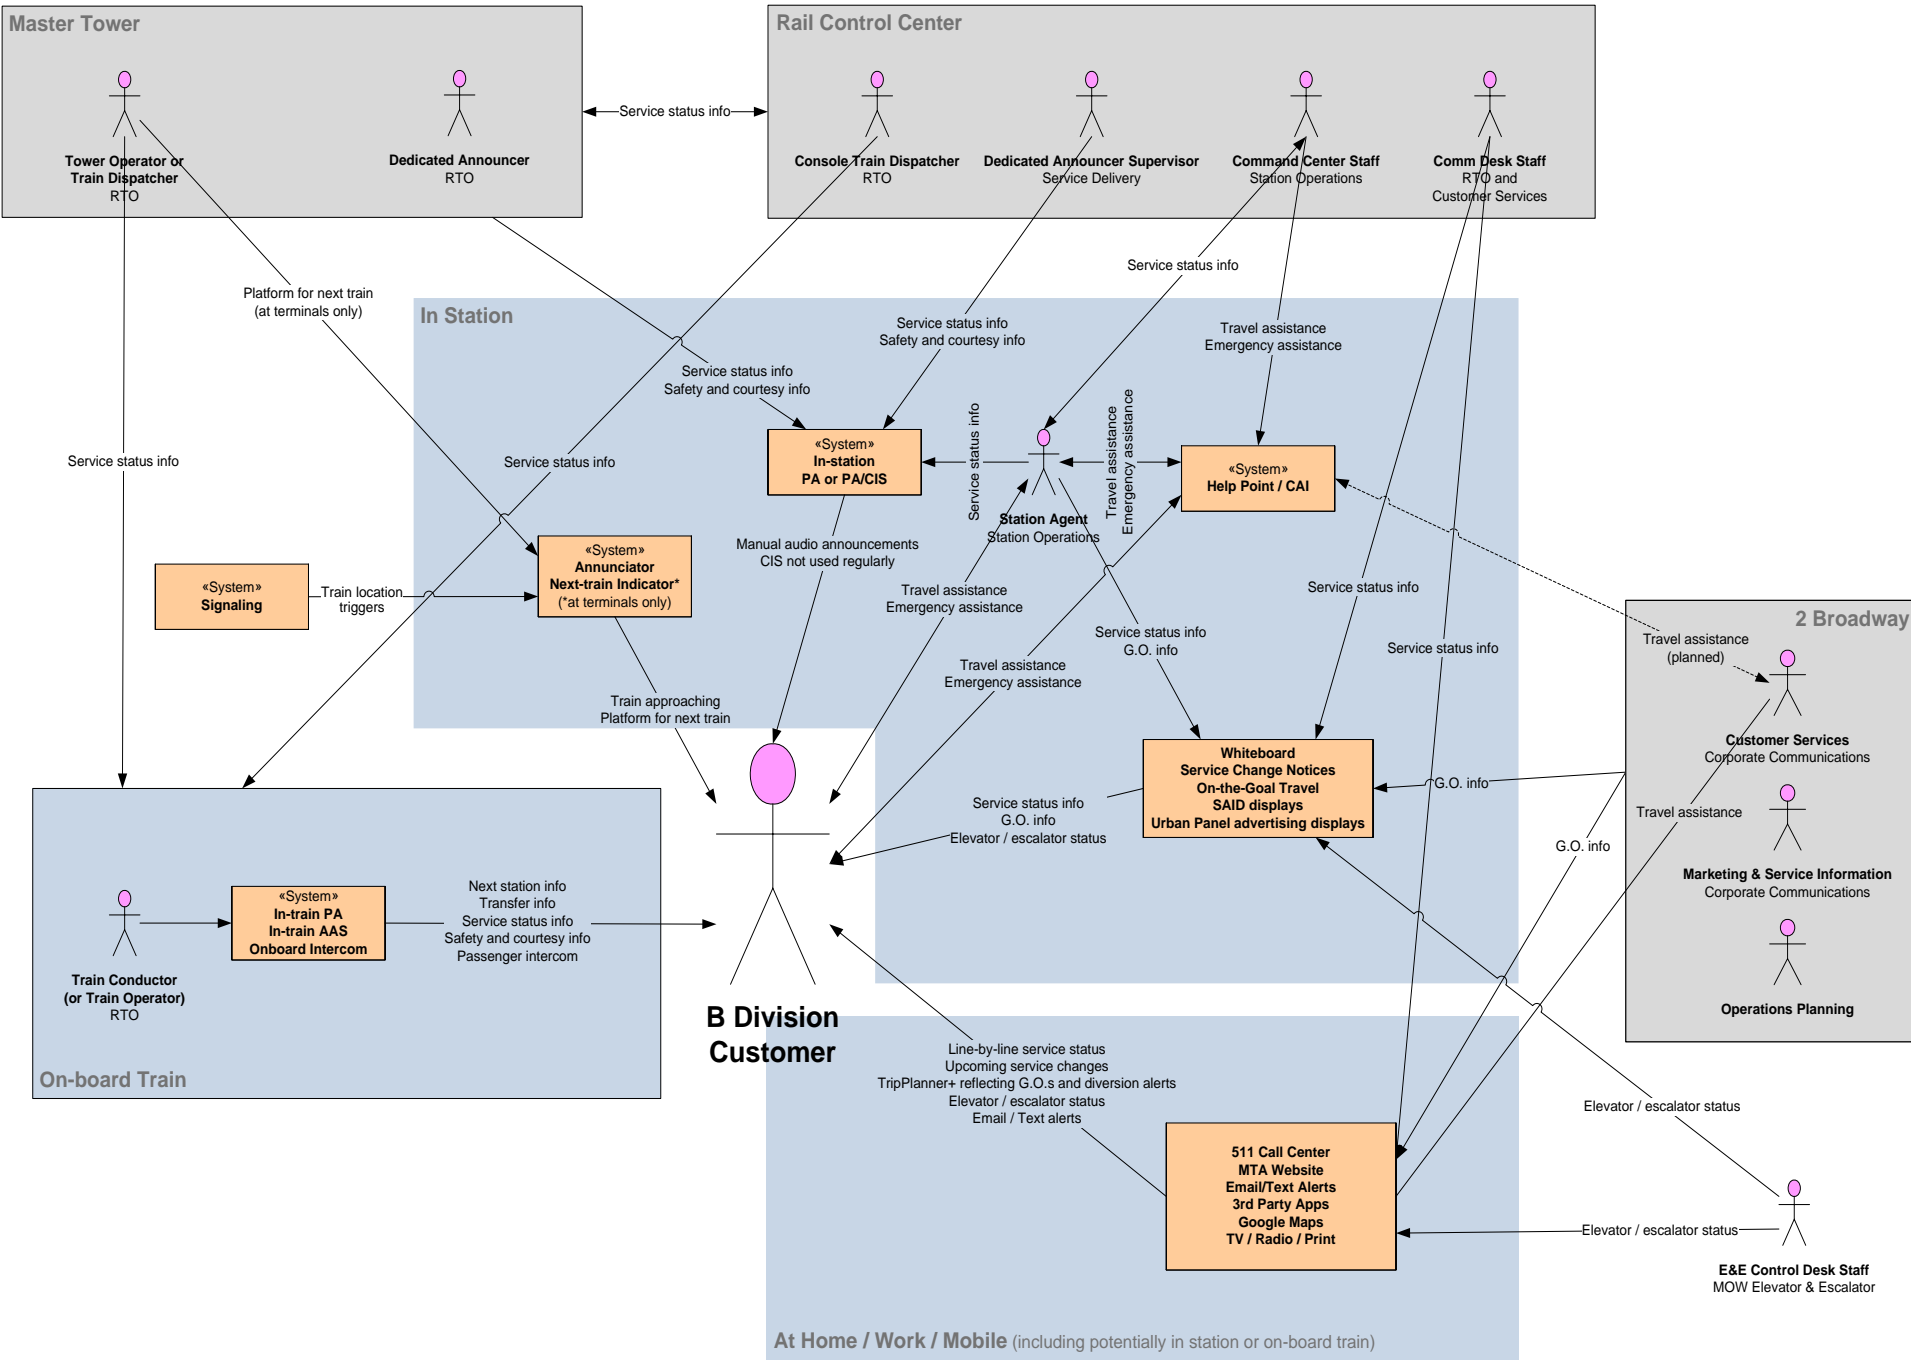 Master Tower
Tower Operator or
Train Dispatcher
RTO
Dedicated Announcer
RTO
Service status info
Rail Control Center
Console Train Dispatcher
RTO
Dedicated Announcer Supervisor
Service Delivery
Command Center Staff
Station Operations
Comm Desk Staff
RTO and
Customer Services
Service status info
Platform for next train
(at terminals only)
In Station
Service status info
Safety and courtesy info
Service status info
Safety and courtesy info
Travel assistance
Emergency assistance
Service status info
Service status info
«System»
In-station
PA or PA/CIS
Service status info
Station Agent
Station Operations
Travel assistance
Emergency assistance
«System»
Help Point / CAI
Manual audio announcements
CIS not used regularly
«System»
Signaling
Train location
triggers
«System»
Annunciator
Next-train Indicator*
(*at terminals only)
Travel assistance
Emergency assistance
Service status info
Service status info
G.O. info
Service status info
Travel assistance
Emergency assistance
Train approaching
Platform for next train
2 Broadway
Travel assistance
(planned)
Customer Services
Corporate Communications
Travel assistance
Marketing & Service Information
Corporate Communications
Operations Planning
Whiteboard
Service Change Notices
On-the-Goal Travel
SAID displays
Urban Panel advertising displays
G.O. info
G.O. info
Service status info
G.O. info
Elevator / escalator status
Train Conductor
(or Train Operator)
RTO
«System»
In-train PA
In-train AAS
Onboard Intercom
Next station info
Transfer info
Service status info
Safety and courtesy info
Passenger intercom
On-board Train
B Division
Customer
Line-by-line service status
Upcoming service changes
TripPlanner+ reflecting G.O.s and diversion alerts
Elevator / escalator status
Email / Text alerts
511 Call Center
MTA Website
Email/Text Alerts
3rd Party Apps
Google Maps
TV / Radio / Print
Elevator / escalator status
Elevator / escalator status
E&E Control Desk Staff
MOW Elevator & Escalator
At Home / Work / Mobile (including potentially in station or on-board train)